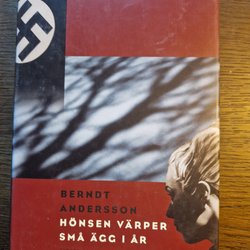 BERNDT
ANDERSSON
HÖNSEN VÄRPER
SMÅ ÄGG I ÅR